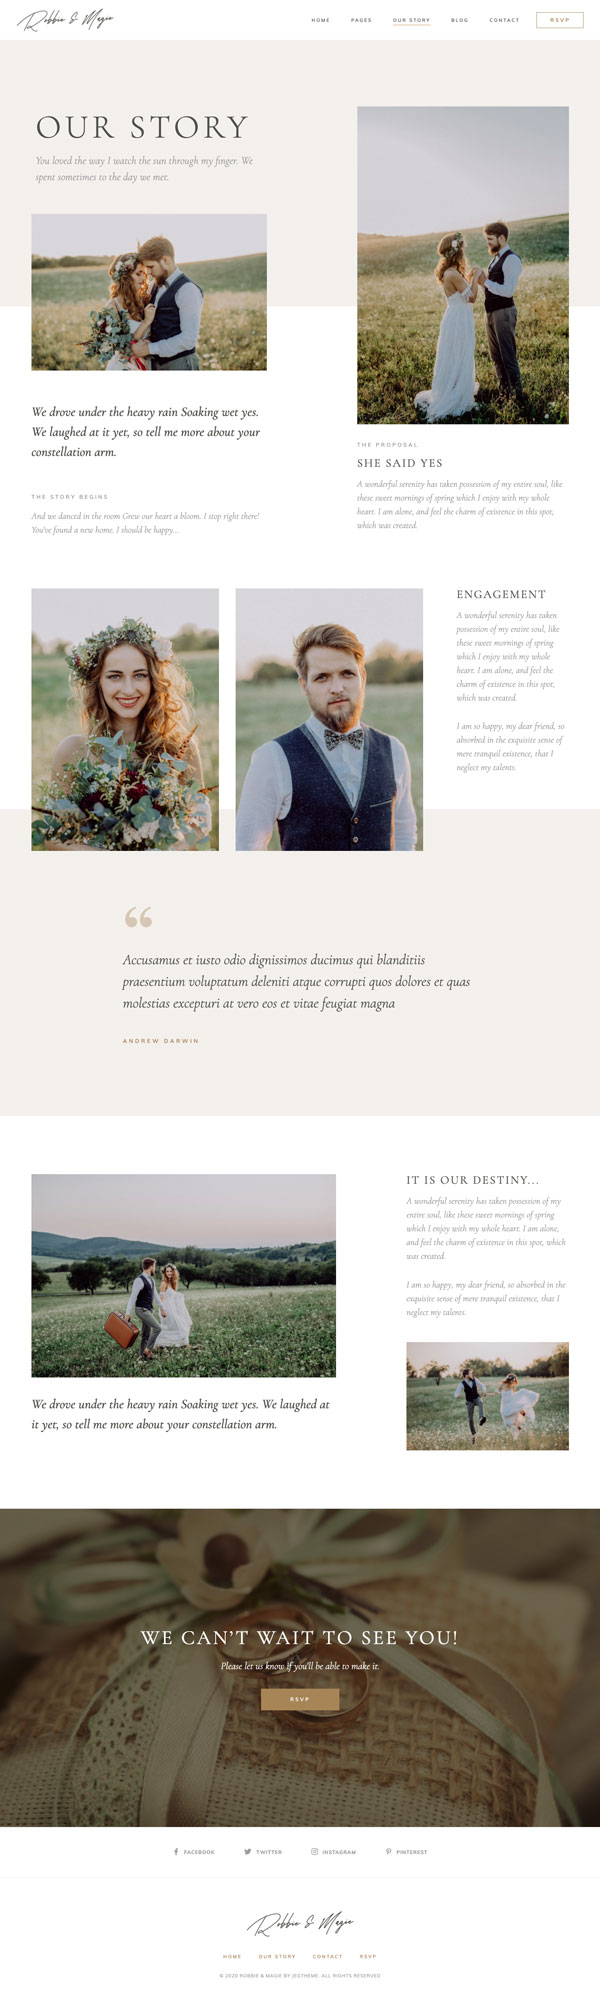 Robbie & Magie
HOME PAGES OUR STORY BLOG CONTACT RSVP
OUR STORY
You loved the way I watch the sun through my finger. We
spent sometimes to the day we met.
We drove under the heavy rain Soaking wet yes.
We laughed at it yet, so tell me more about your
constellation arm.
THE STORY BEGINS
And we danced in the room Grew our heart a bloom. I stop right there!
You've found a new home. I should be happy...
THE PROPOSAL
SHE SAID YES
A wonderful serenity has taken possession of my entire soul, like
these sweet mornings of spring which I enjoy with my whole
heart. I am alone, and feel the charm of existence in this spot,
which was created.
ENGAGEMENT
A wonderful serenity has taken
possession of my entire soul, like
these sweet mornings of spring
which I enjoy with my whole
heart. I am alone, and feel the
charm of existence in this spot,
which was created.
I am so happy, my dear friend, so
absorbed in the exquisite sense of
mere tranquil existence, that I
neglect my talents.
“
Accusamus et iusto odio dignissimos ducimus qui blanditiis
praesentium voluptatum deleniti atque corrupti quos dolores et quas
molestias excepturi at vero eos et vitae feugiat magna
ANDREW DARWIN
We drove under the heavy rain Soaking wet yes. We laughed at
it yet, so tell me more about your constellation arm.
IT IS OUR DESTINY...
A wonderful serenity has taken possession of my
entire soul, like these sweet mornings of spring
which I enjoy with my whole heart. I am alone,
and feel the charm of existence in this spot, which
was created.
I am so happy, my dear friend, so absorbed in the
exquisite sense of mere tranquil existence, that I
neglect my talents.
WE CAN'T WAIT TO SEE YOU!
Please let us know if you'll be able to make it.
RSVP
FACEBOOK TWITTER INSTAGRAM PINTEREST
Robbie & Magie
HOME OUR STORY CONTACT RSVP
© 2020 ROBBIE & MAGIE BY JEGTHEME. ALL RIGHTS RESERVED